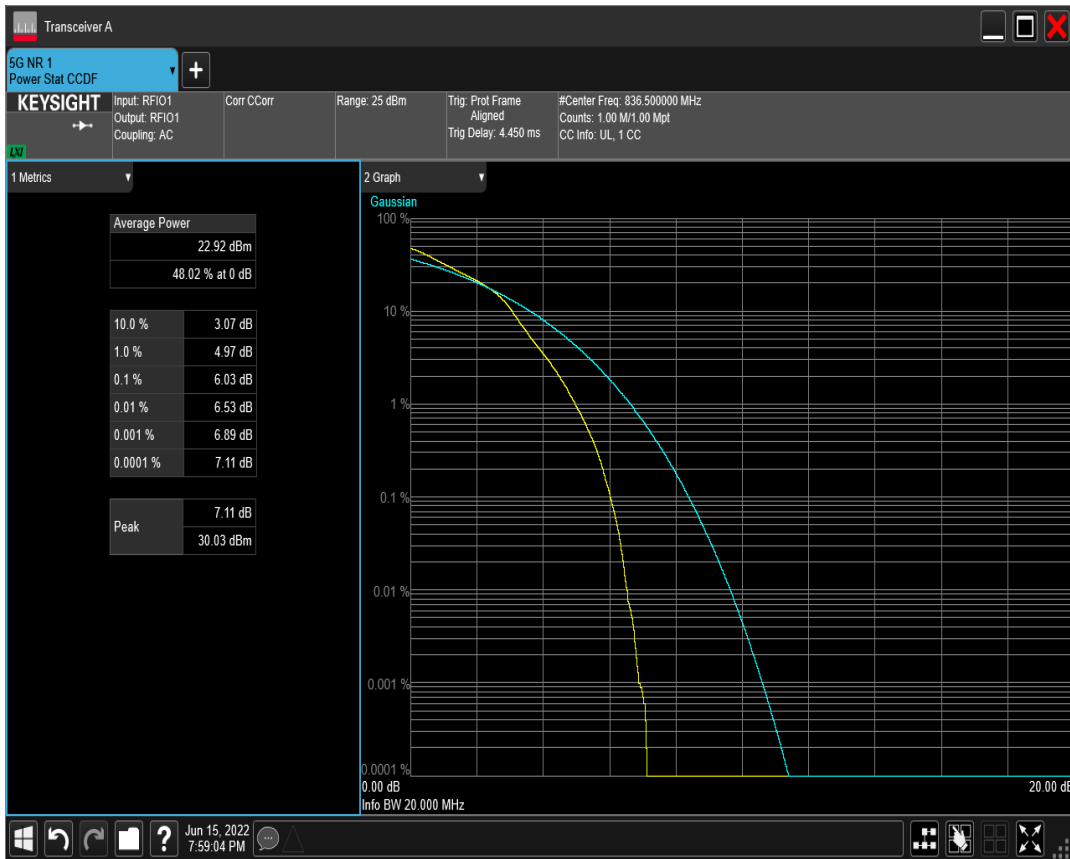 Transceiver A
5G NR 1
Power Stat CCDF
KEYSIGHT
LXI
Input: RFIO1
Output: RFIO1
Coupling: AC
Corr CCorr
Range: 25 dBm
Trig: Prot Frame
Aligned
Trig Delay: 4.450 ms
#Center Freq: 836.500000 MHz
Counts: 1.00 M/1.00 Mpt
CC Info: UL, 1 CC
1 Metrics
Average Power
22.92 dBm
48.02 % at 0 dB
10.0 % 3.07 dB
1.0 % 4.97 dB
0.1 % 6.03 dB
0.01 % 6.53 dB
0.001 % 6.89 dB
0.0001 % 7.11 dB
Peak 7.11 dB
30.03 dBm
2 Graph
Gaussian
100 %
10 %
1 %
0.1 %
0.01 %
0.001 %
0.0001 %
0.00 dB 20.00 dB
Info BW 20.000 MHz
?
Jun 15, 2022
7:59:04 PM